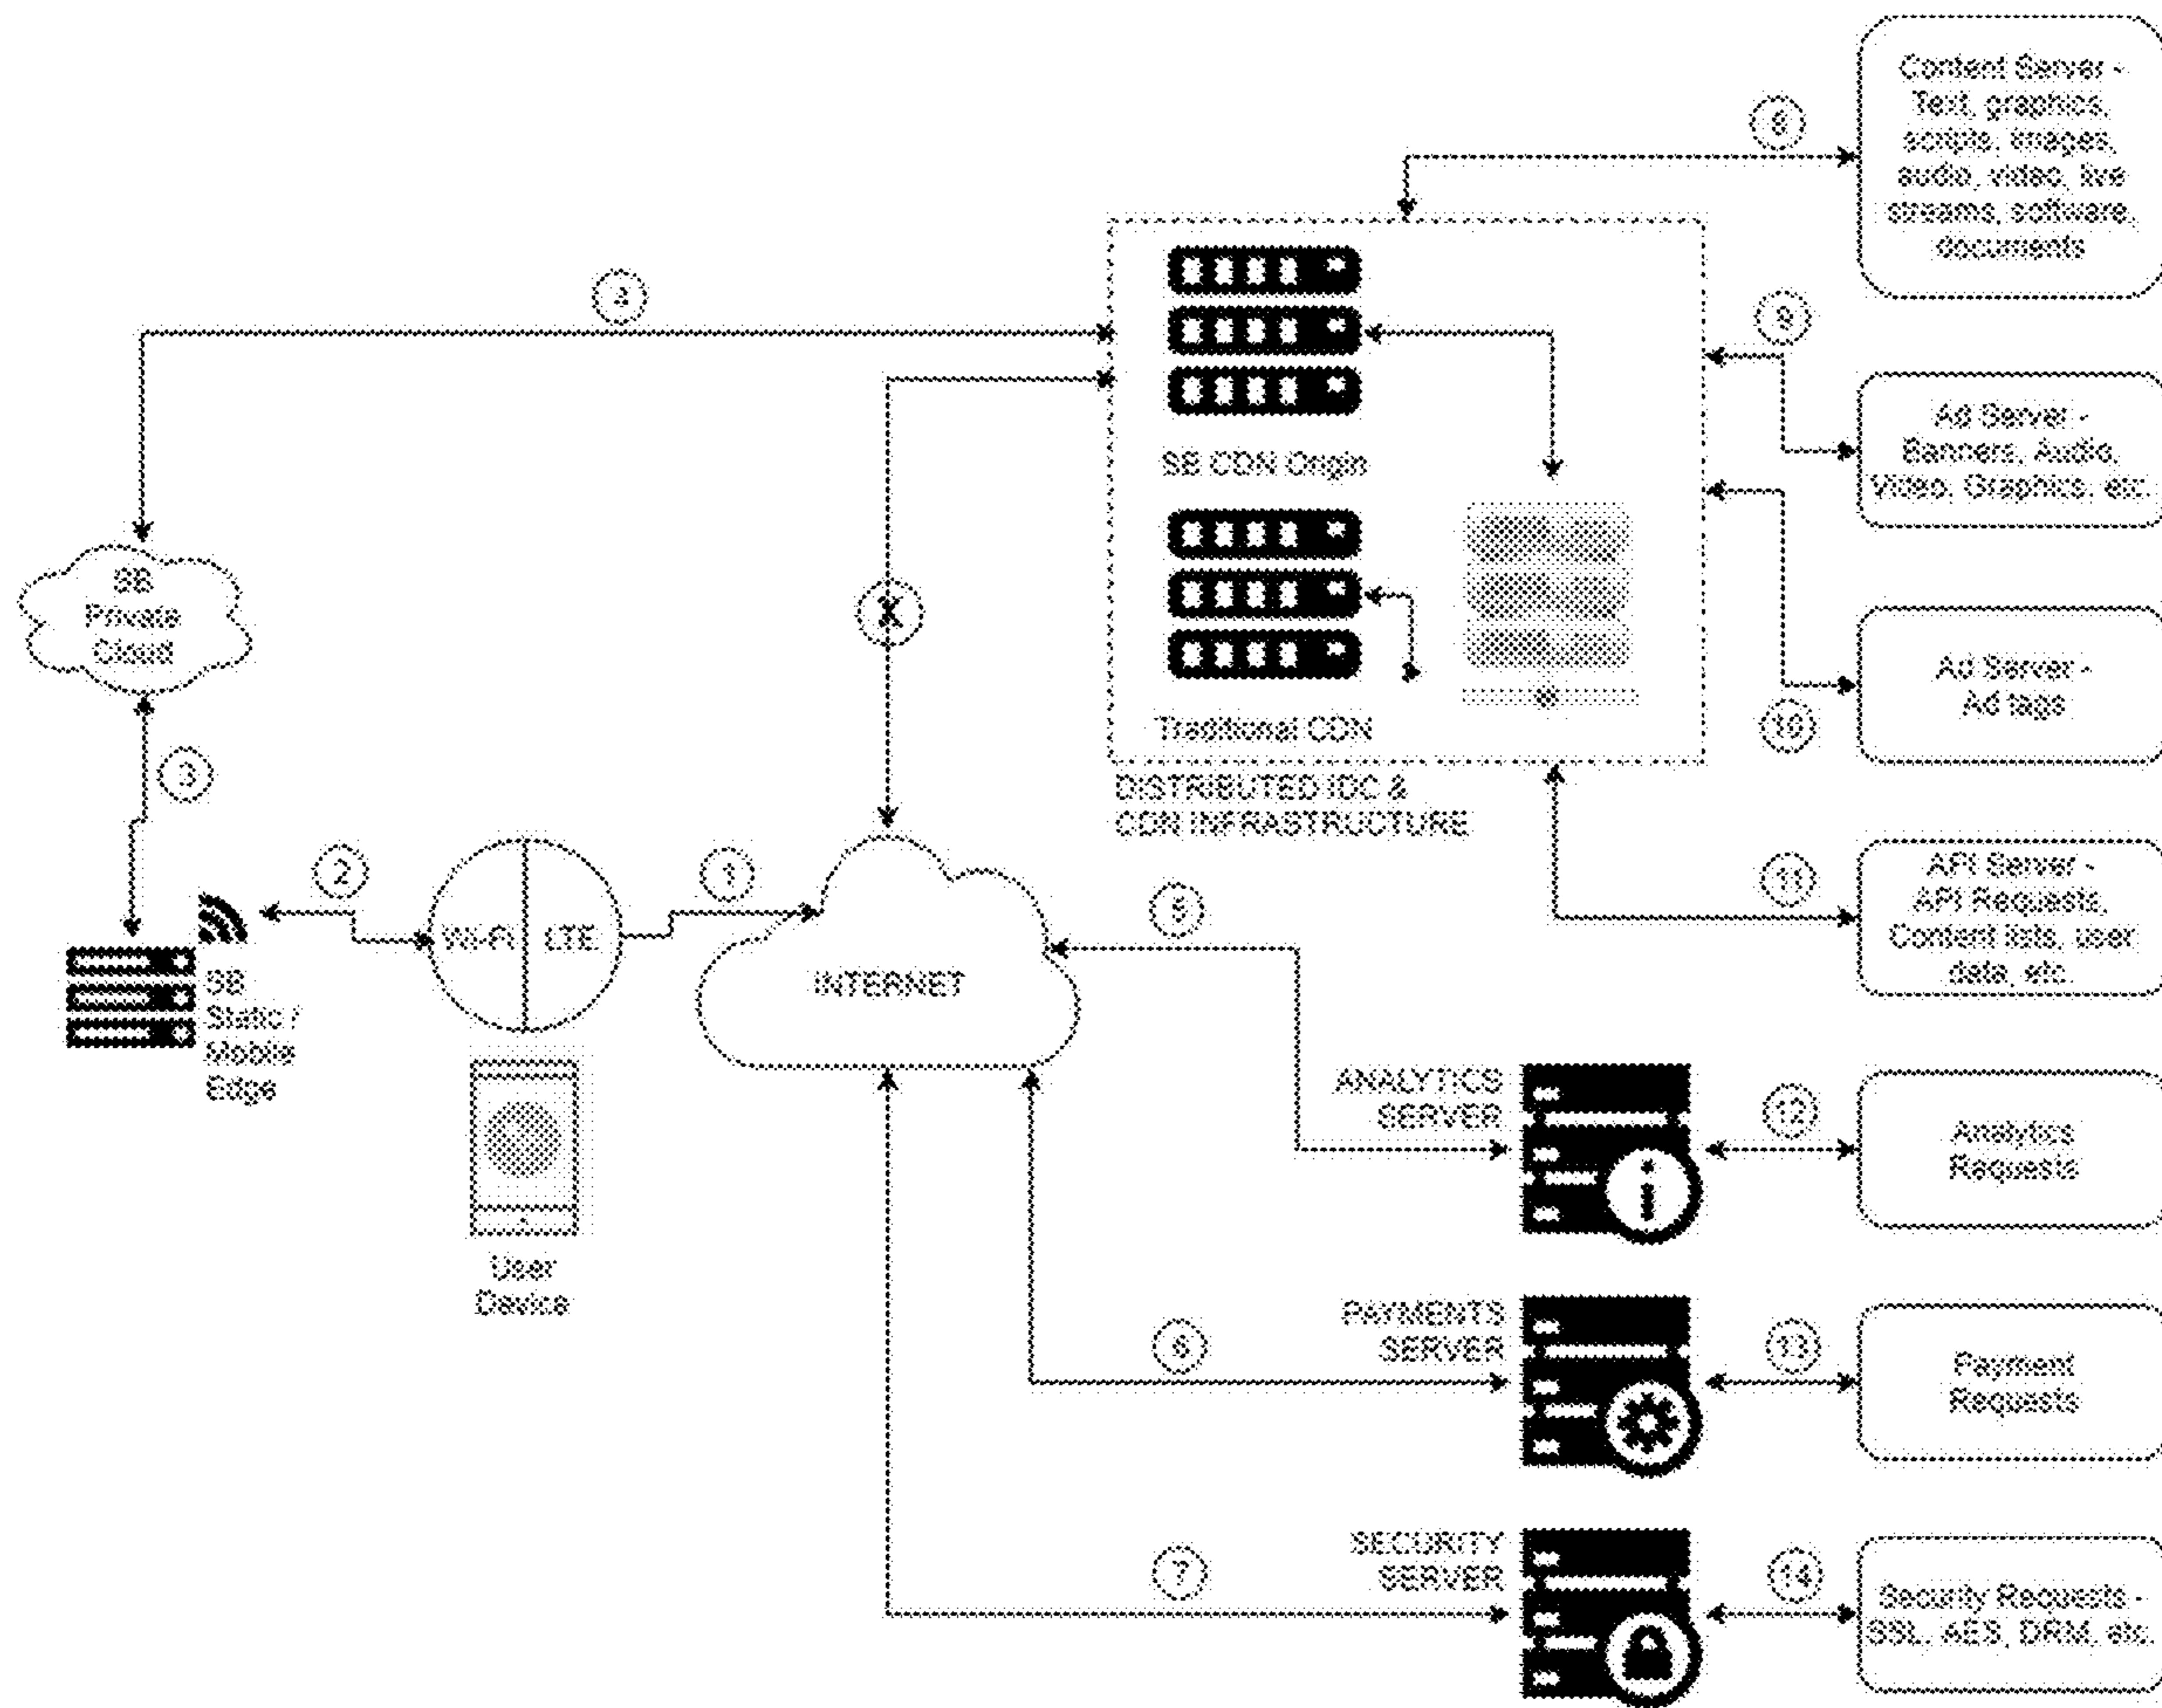 Content Server -
Text, graphics,
scripts, images,
audio, video, live
streams, software,
documents
8
4
9
SB CDN Origin
Ad Server -
Banners, Audio,
Video, Graphics, etc.
SB
Private
Cloud
X
Ad Server -
Ad tags
10
Traditional CDN
DISTRIBUTED IDC &
CDN INFRASTRUCTURE
3
2
1
5
11
API Server -
API Requests,
Content lists, user
data, etc.
Wi-Fi
LTE
INTERNET
SB
Static /
Mobile
Edge
ANALYTICS
SERVER
12
Analytics
Requests
User
Device
6
PAYMENTS
SERVER
13
Payment
Requests
7
SECURITY
SERVER
14
Security Requests -
SSL, AES, DRM, etc.